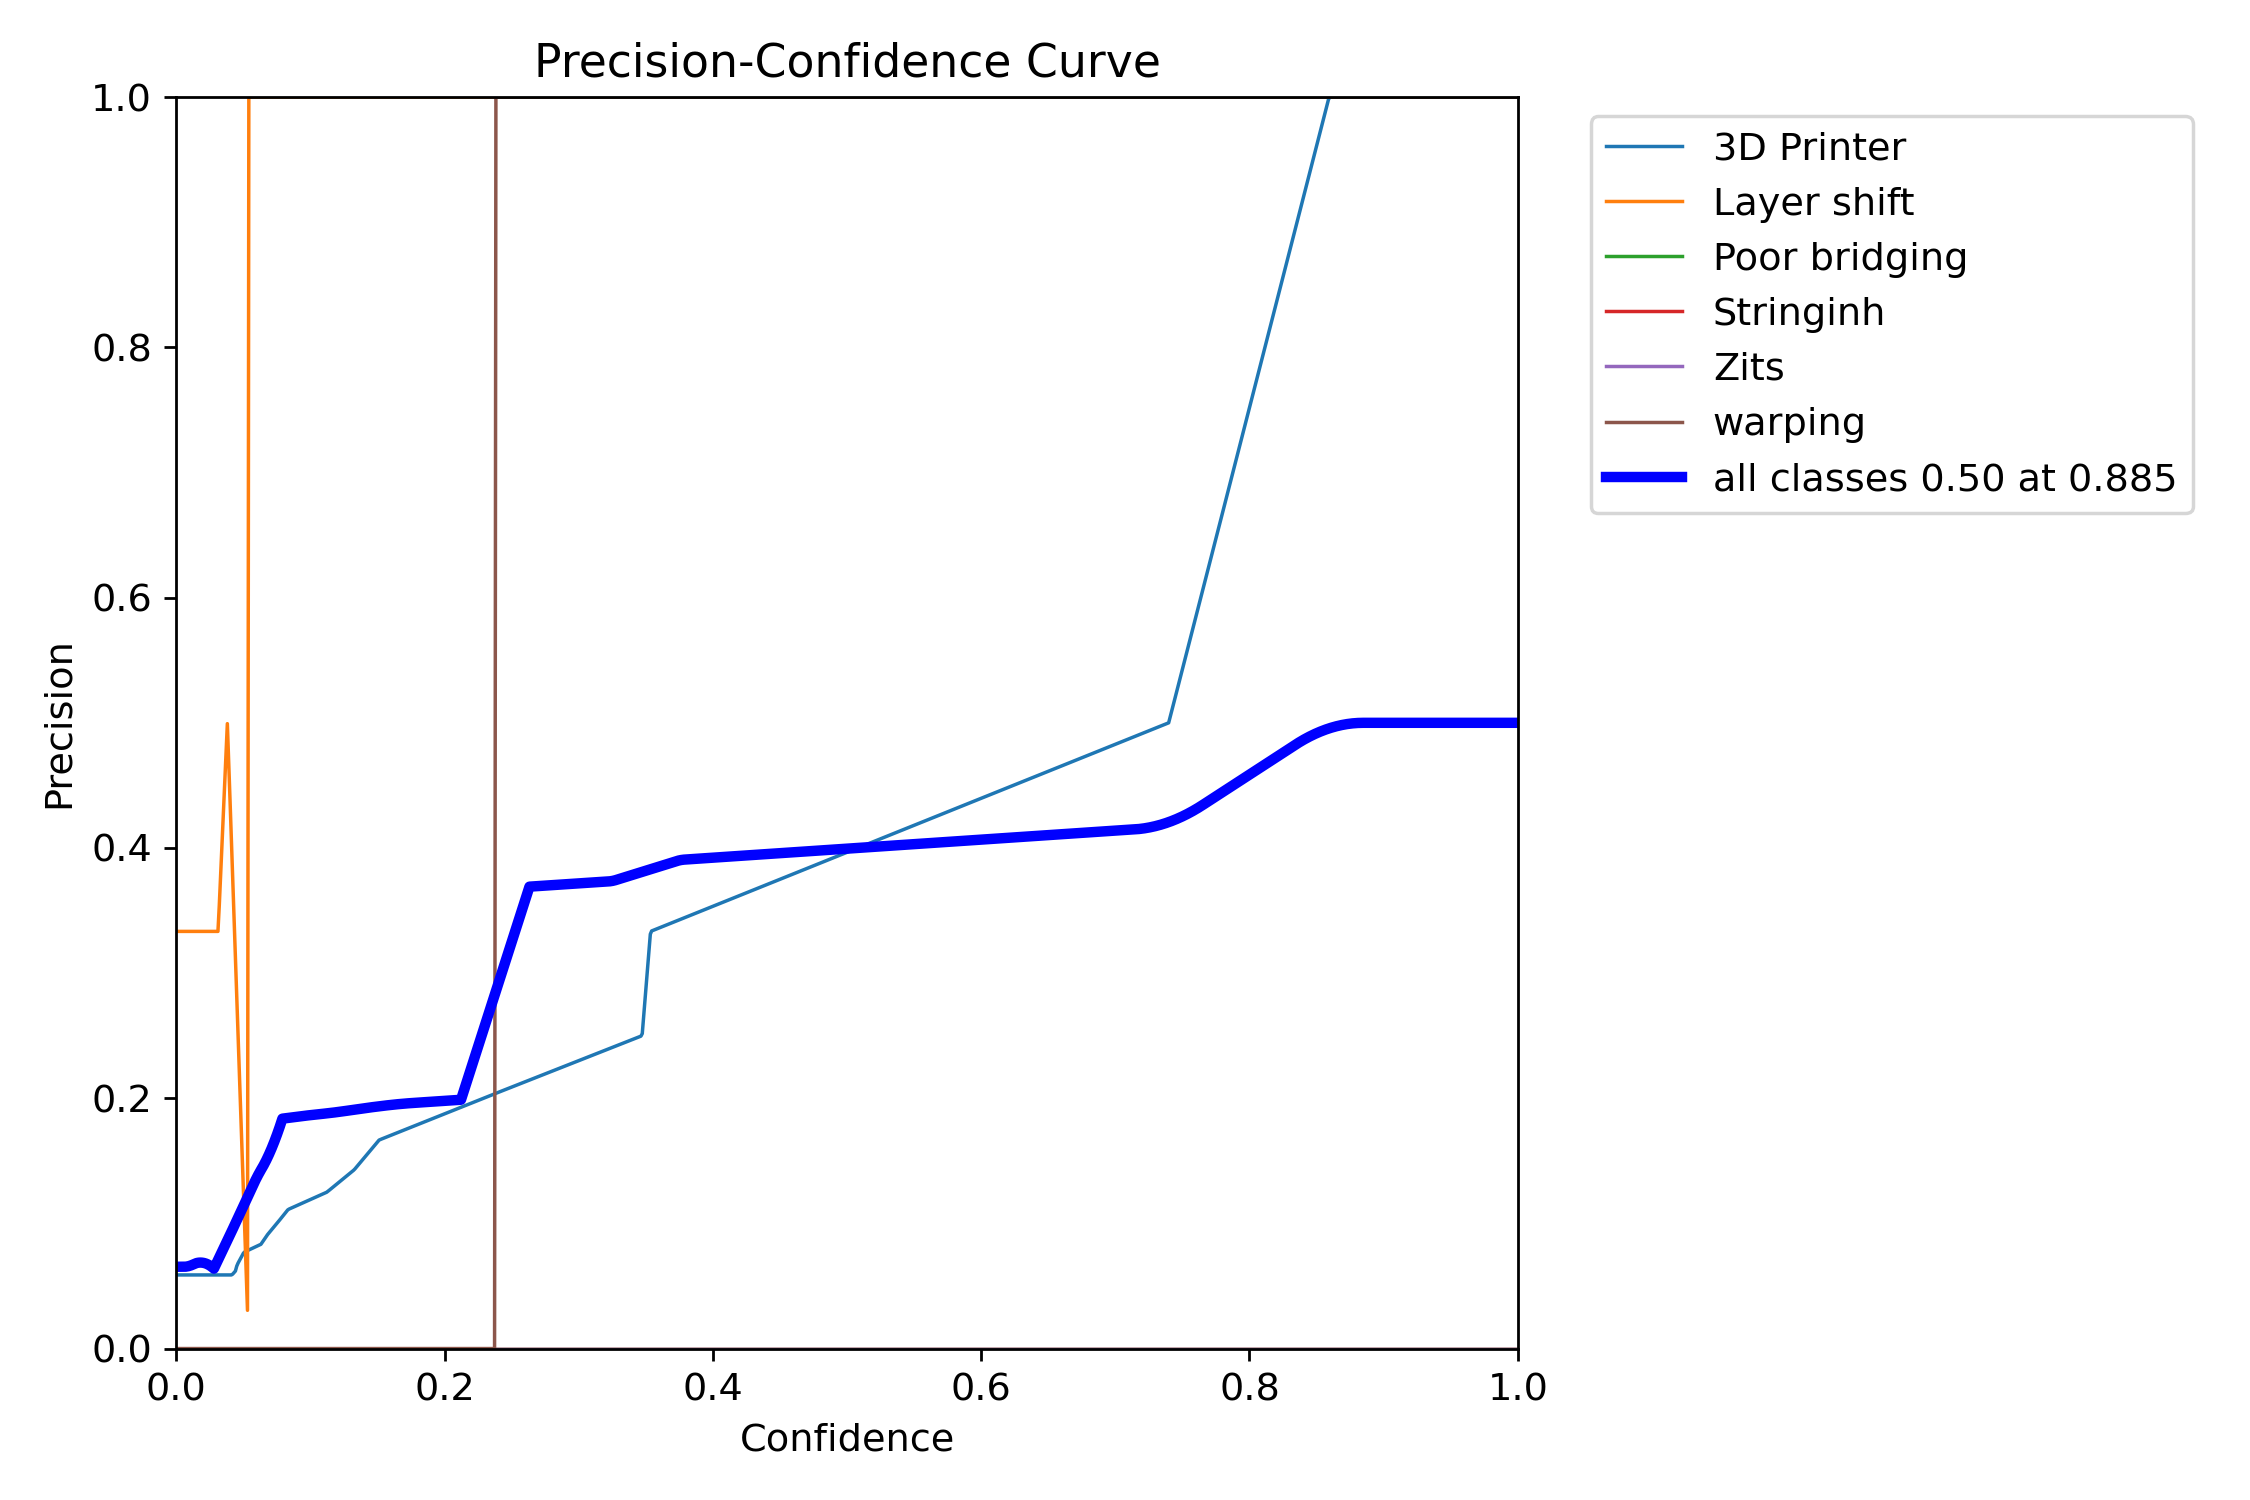 Precision-Confidence Curve
1.0
0.8
0.6
0.4
0.2
0.0
Precision
0.0 0.2 0.4 0.6 0.8 1.0
Confidence
3D Printer
Layer shift
Poor bridging
Stringinh
Zits
warping
all classes 0.50 at 0.885